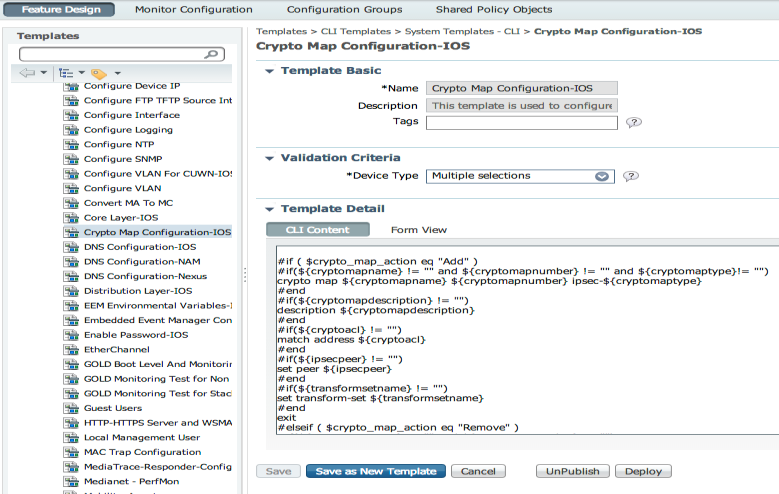 Feature Design Monitor Configuration Configuration Groups Shared Policy Objects
Templates
Configure Device IP
Configure FTP TFTP Source Int
Configure Interface
Configure Logging
Configure NTP
Configure SNMP
Configure VLAN For CUWN-IOS
Configure VLAN
Convert MA To MC
Core Layer-IOS
Crypto Map Configuration-IOS
DNS Configuration-IOS
DNS Configuration-NAM
DNS Configuration-Nexus
Distribution Layer-IOS
EEM Environmental Variables-I
Embedded Event Manager Con
Enable Password-IOS
EtherChannel
GOLD Boot Level And Monitorin
GOLD Monitoring Test for Non
GOLD Monitoring Test for Stac
Guest Users
HTTP-HTTPS Server and WSMA
Local Management User
MAC Trap Configuration
MediaTrace-Responder-Config
Medianet - PerfMon
Templates > CLI Templates > System Templates - CLI > Crypto Map Configuration-IOS
Crypto Map Configuration-IOS
Template Basic
*Name Crypto Map Configuration-IOS
Description This template is used to configure
Tags
Validation Criteria
*Device Type Multiple selections
Template Detail
CLI Content Form View
#if ( $crypto_map_action eq "Add" )
#if(${cryptomapname} != "" and ${cryptomapnumber} != "" and ${cryptomaptype}!= "")
crypto map ${cryptomapname} ${cryptomapnumber} ipsec-${cryptomaptype}
#end
#if(${cryptomapdescription} != "")
description ${cryptomapdescription}
#end
#if(${cryptoacl} != "")
match address ${cryptoacl}
#end
#if(${ipsecpeer} != "")
set peer ${ipsecpeer}
#end
#if(${transformsetname} != "")
set transform-set ${transformsetname}
#end
exit
#elseif ( $crypto_map_action eq "Remove" )
Save Save as New Template Cancel UnPublish Deploy